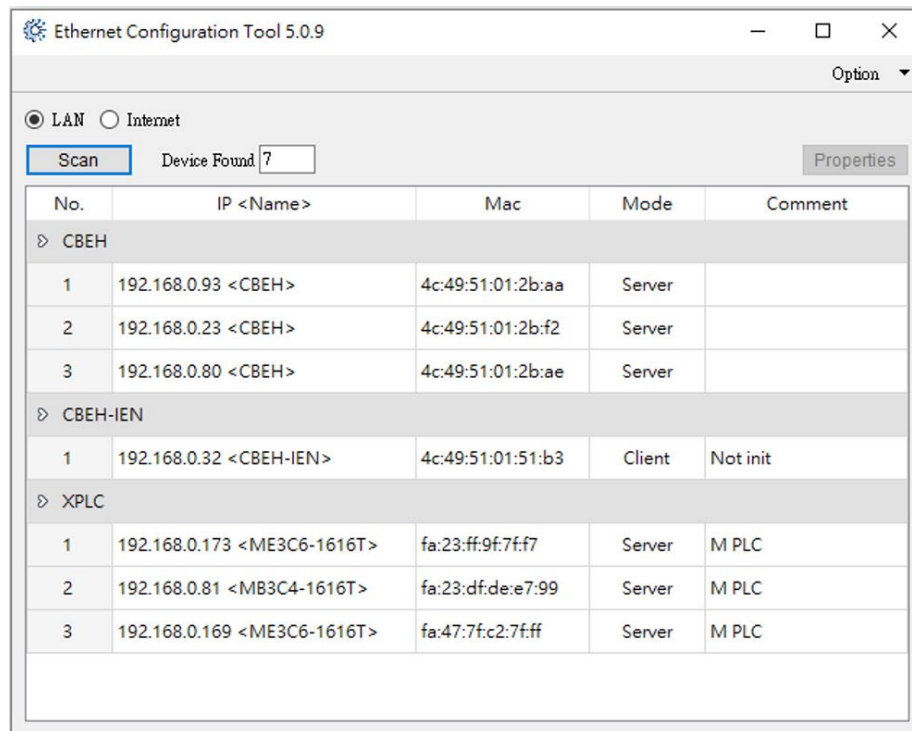 Ethernet Configuration Tool 5.0.9
Option
LAN Internet
Scan Device Found 7 Properties
No. IP <Name> Mac Mode Comment
CBEH
1 192.168.0.93 <CBEH> 4c:49:51:01:2b:aa Server
2 192.168.0.23 <CBEH> 4c:49:51:01:2b:f2 Server
3 192.168.0.80 <CBEH> 4c:49:51:01:2b:ae Server
CBEH-IEN
1 192.168.0.32 <CBEH-IEN> 4c:49:51:01:51:b3 Client Not init
XPLC
1 192.168.0.173 <ME3C6-1616T> fa:23:ff:9f:7f:f7 Server M PLC
2 192.168.0.81 <MB3C4-1616T> fa:23:df:de:e7:99 Server M PLC
3 192.168.0.169 <ME3C6-1616T> fa:47:7f:c2:7f:ff Server M PLC